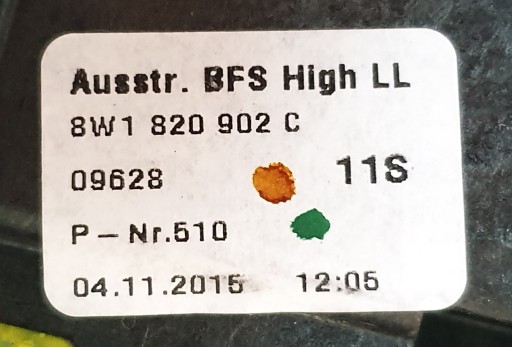 Ausstr. BFS High LL
8W1 820 902 C
09628 11S
P-Nr.510
04.11.2015 12:05